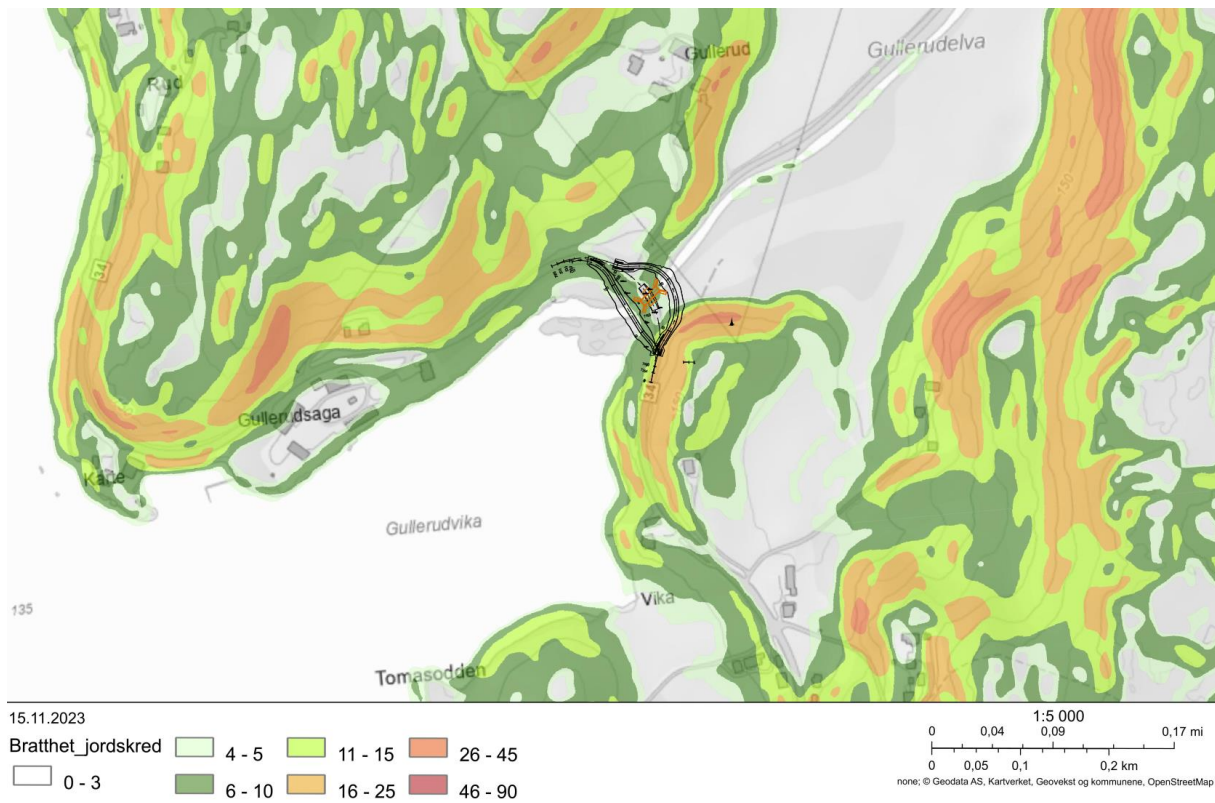 Gullerudelva
Gullerud
Rud
150
34
Gullerudsaga
34
150
Kade
Gullerudvika
135
Vika
Tomasodden
15.11.2023
1:5 000
Bratthet_jordskred
0 - 3
4 - 5
6 - 10
11 - 15
16 - 25
26 - 45
46 - 90
0 0,04 0,09 0,17 mi
0 0,05 0,1 0,2 km
none; © Geodata AS, Kartverket, Geovekst og kommunene, OpenStreetMap